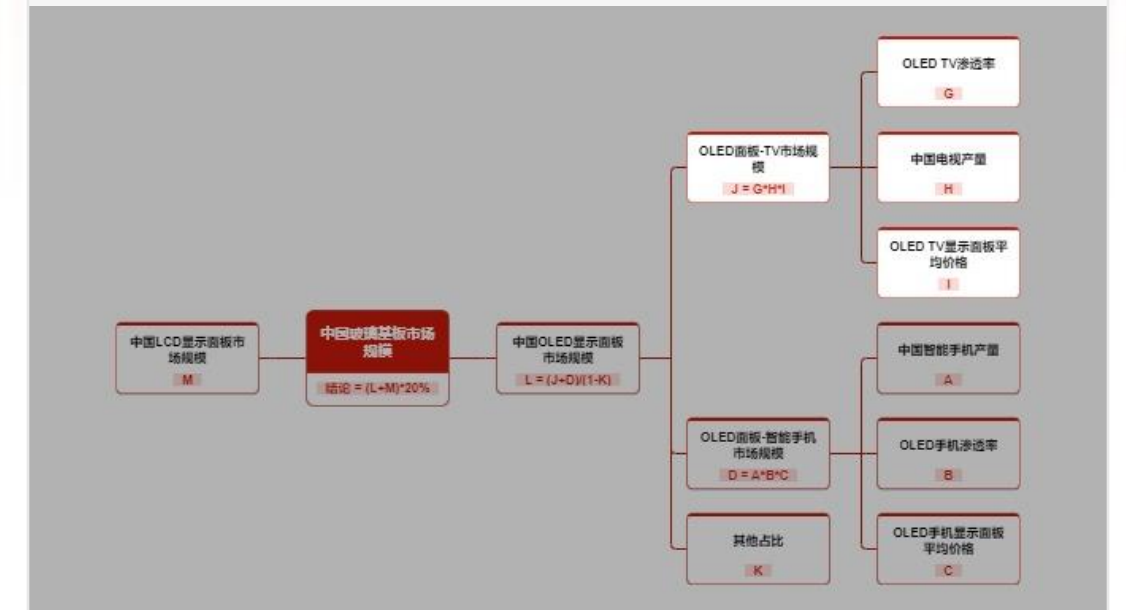 OLED TV渗透率
G
OLED面板-TV市场规
模
J = G*H*I
中国电视产量
H
OLED TV显示面板平
均价格
I
中国LCD显示面板市
场规模
M
中国玻璃基板市场
规模
结论 = (L+M)*20%
中国OLED显示面板
市场规模
L = (J+D)/(1-K)
中国智能手机产量
A
OLED面板-智能手机
市场规模
D = A*B*C
OLED手机渗透率
B
其他占比
K
OLED手机显示面板
平均价格
C